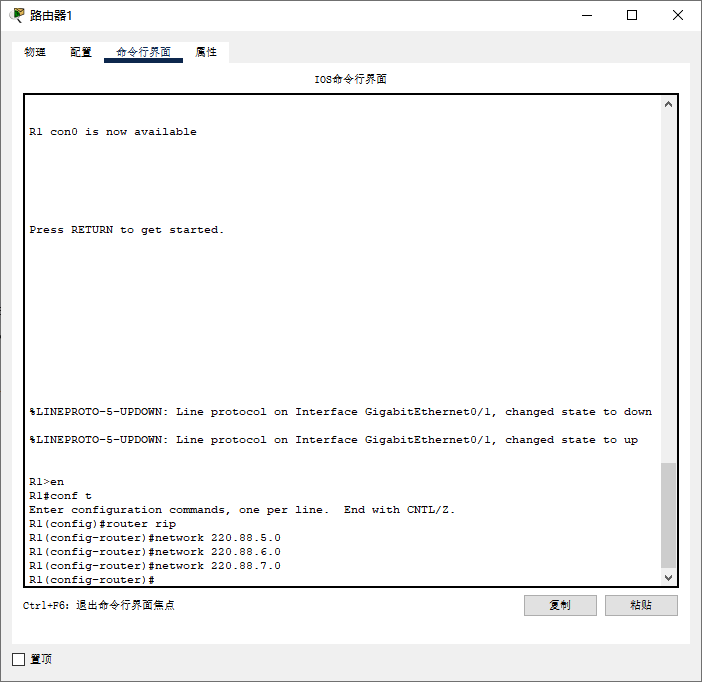 路由器1
物理 配置 命令行界面 属性
IOS命令行界面
R1 con0 is now available
Press RETURN to get started.
%LINEPROTO-5-UPDOWN: Line protocol on Interface GigabitEthernet0/1, changed state to down
%LINEPROTO-5-UPDOWN: Line protocol on Interface GigabitEthernet0/1, changed state to up
R1>en
R1#conf t
Enter configuration commands, one per line.  End with CNTL/Z.
R1(config)#router rip
R1(config-router)#network 220.88.5.0
R1(config-router)#network 220.88.6.0
R1(config-router)#network 220.88.7.0
R1(config-router)#
Ctrl+F6: 退出命令行界面焦点
复制 粘贴
置顶